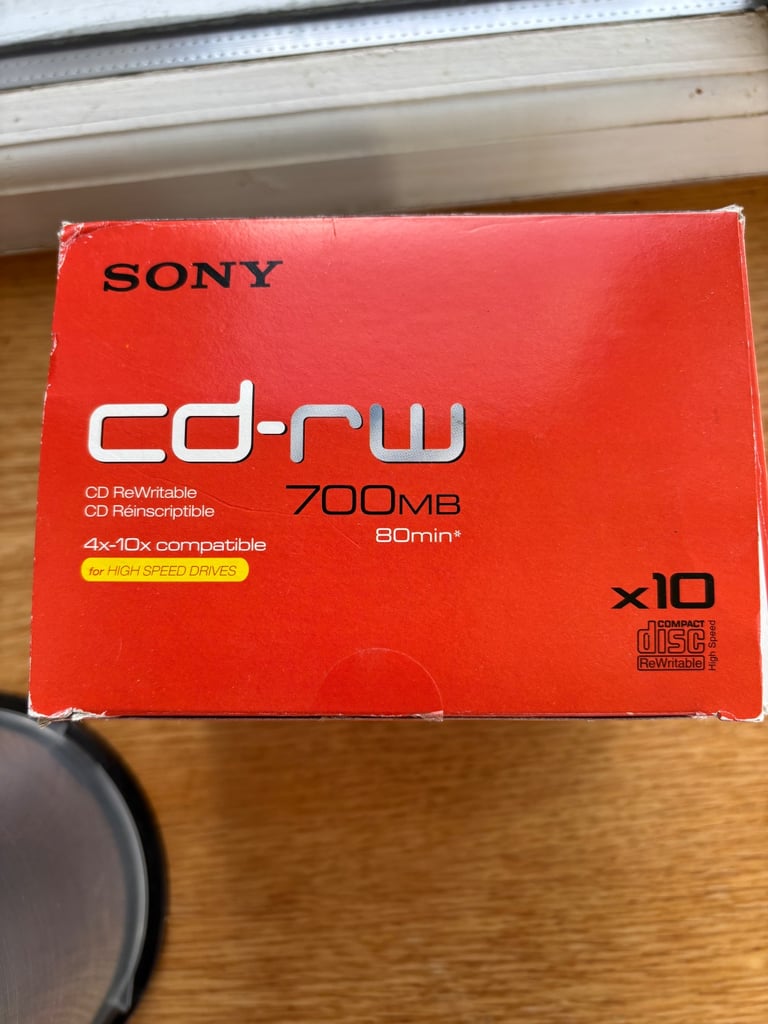 SONY
cd-rw
CD ReWritable
CD Réinscriptible
700MB
80min*
4x-10x compatible
for HIGH SPEED DRIVES
x10
COMPACT
disc
ReWritable
High Speed